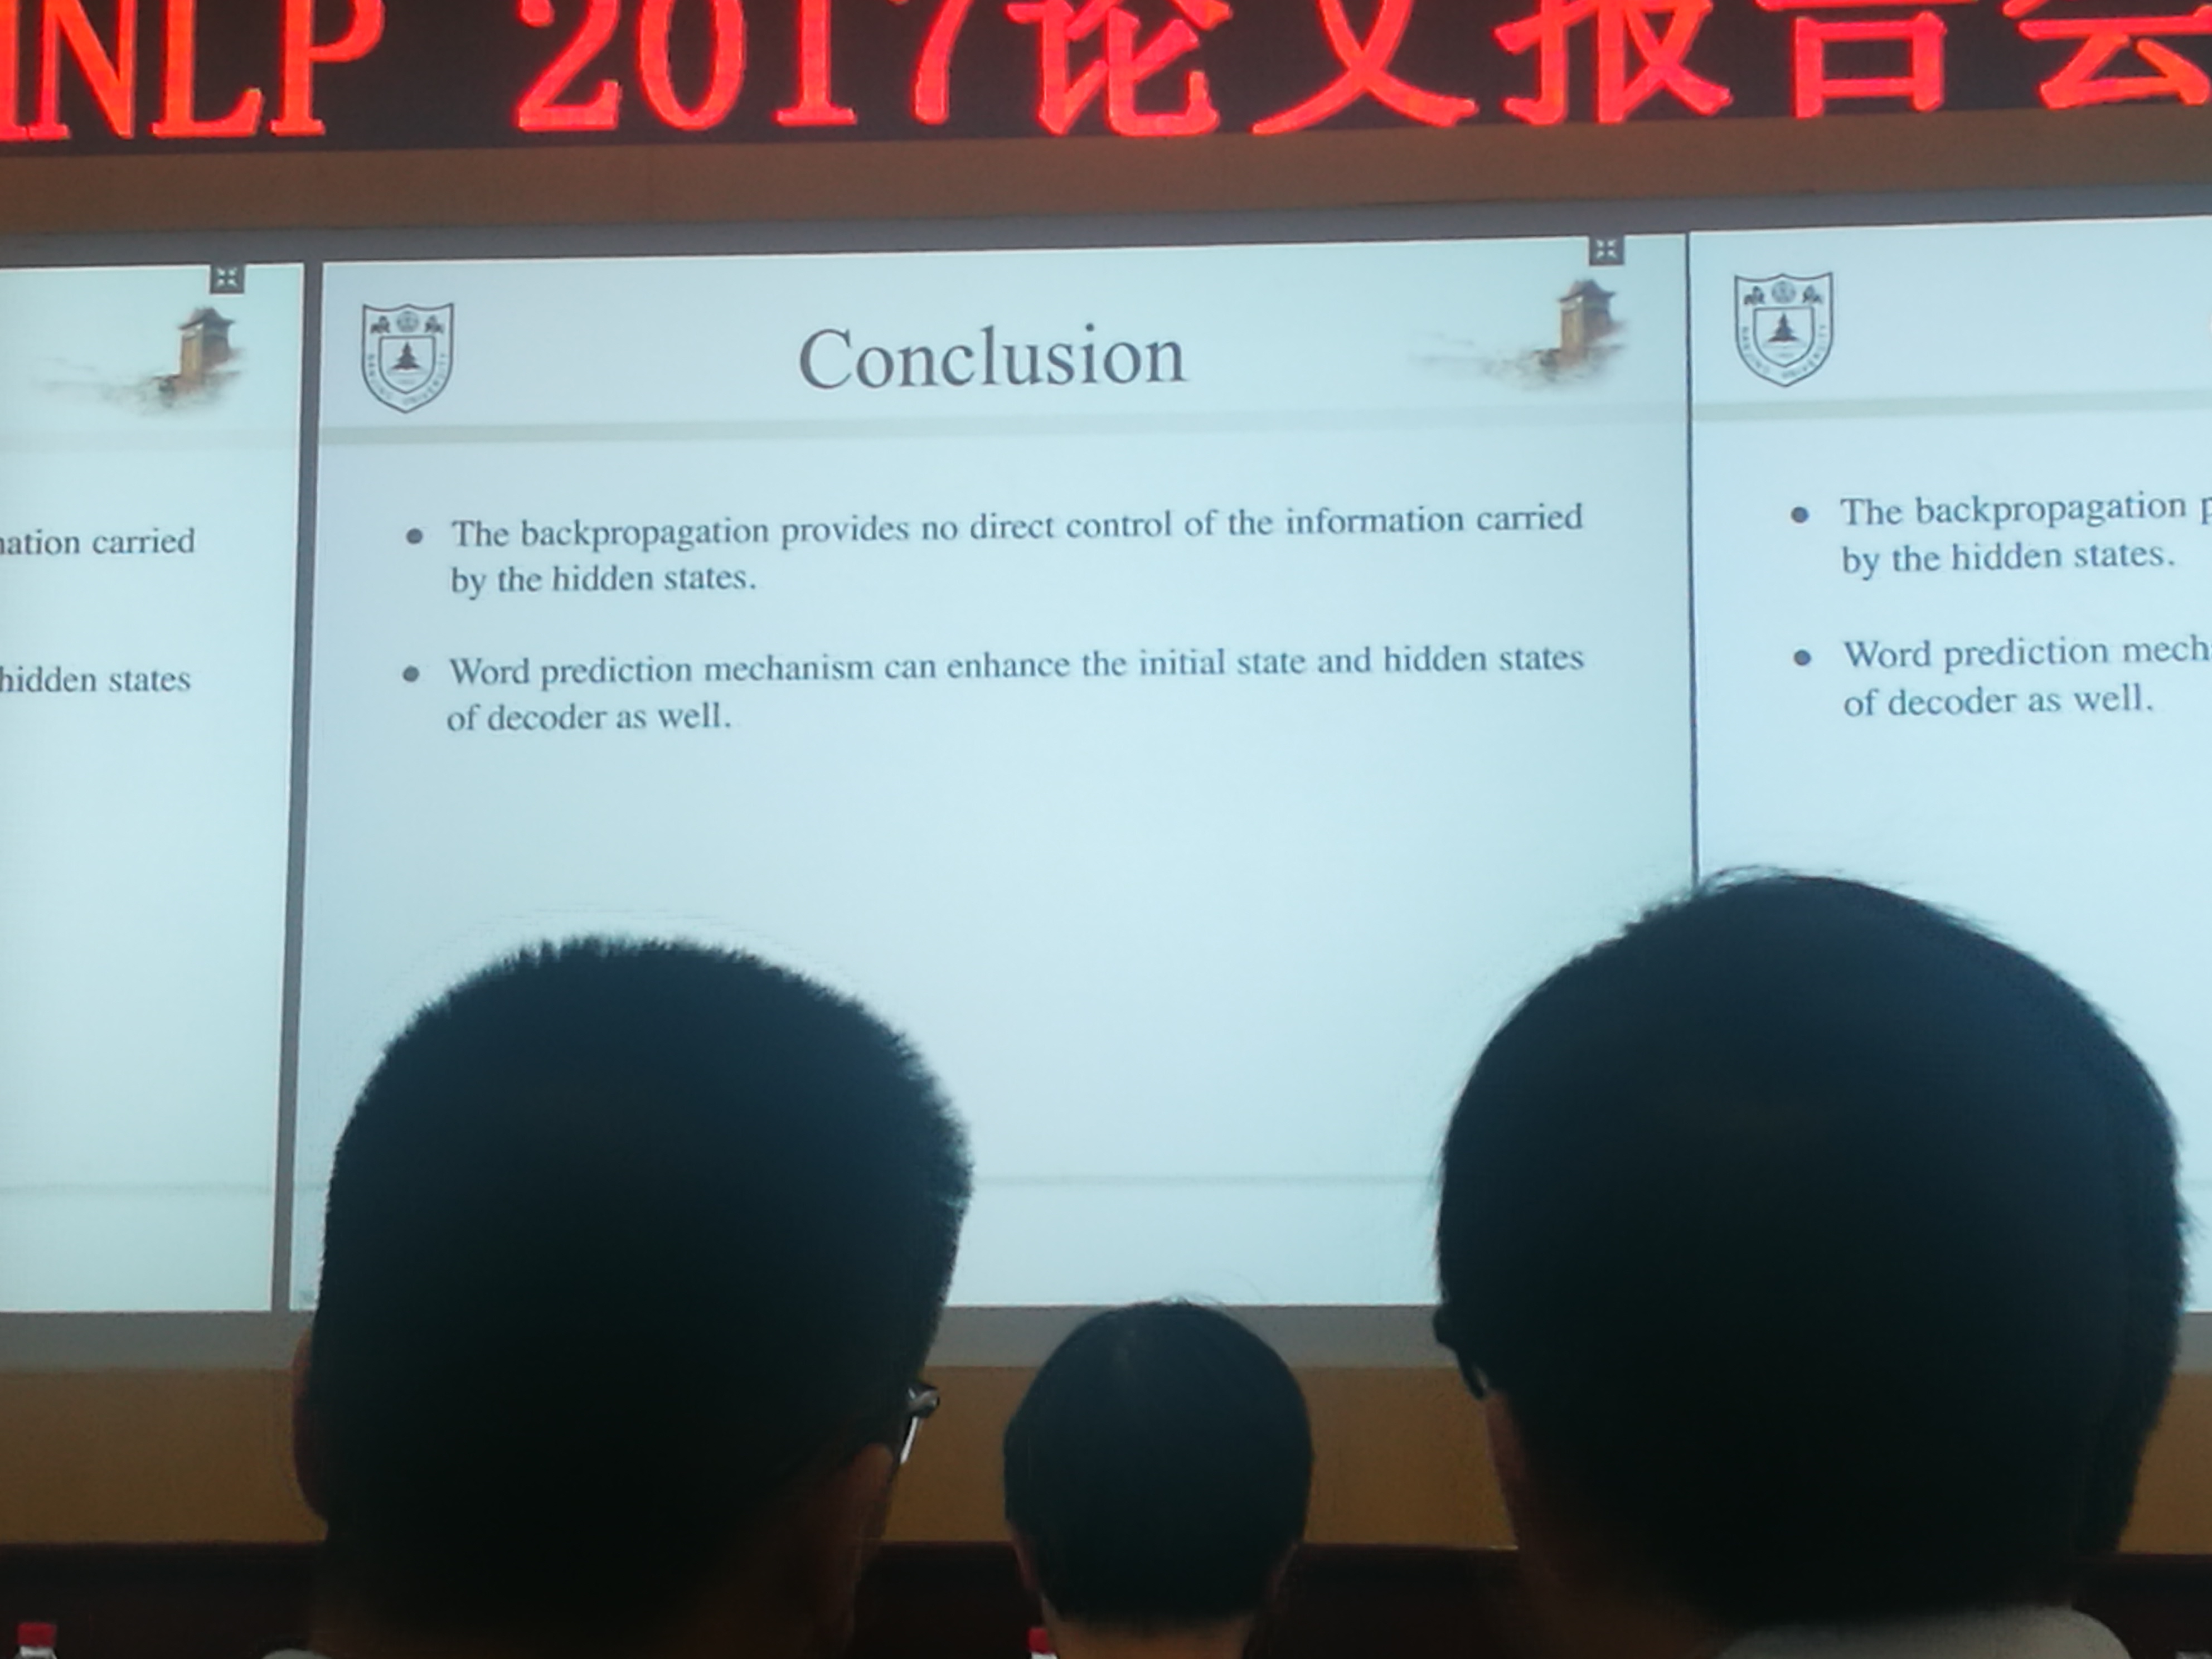 NLP 2017论文报告会
Conclusion
nation carried
hidden states
The backpropagation provides no direct control of the information carried
by the hidden states.
Word prediction mechanism can enhance the initial state and hidden states
of decoder as well.
NANJING UNIVERSITY
The backpropagation p
by the hidden states.
Word prediction mech
of decoder as well.